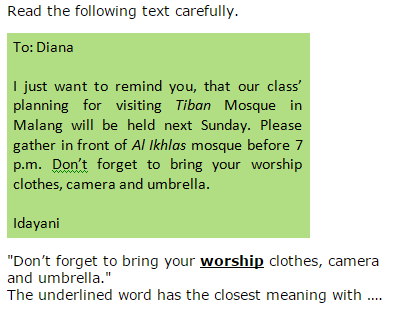 Read the following text carefully.
To: Diana
I just want to remind you, that our class’
planning for visiting Tiban Mosque in
Malang will be held next Sunday. Please
gather in front of Al Ikhlas mosque before 7
p.m. Don’t forget to bring your worship
clothes, camera and umbrella.
Idayani
"Don’t forget to bring your worship clothes, camera
and umbrella."
The underlined word has the closest meaning with ....